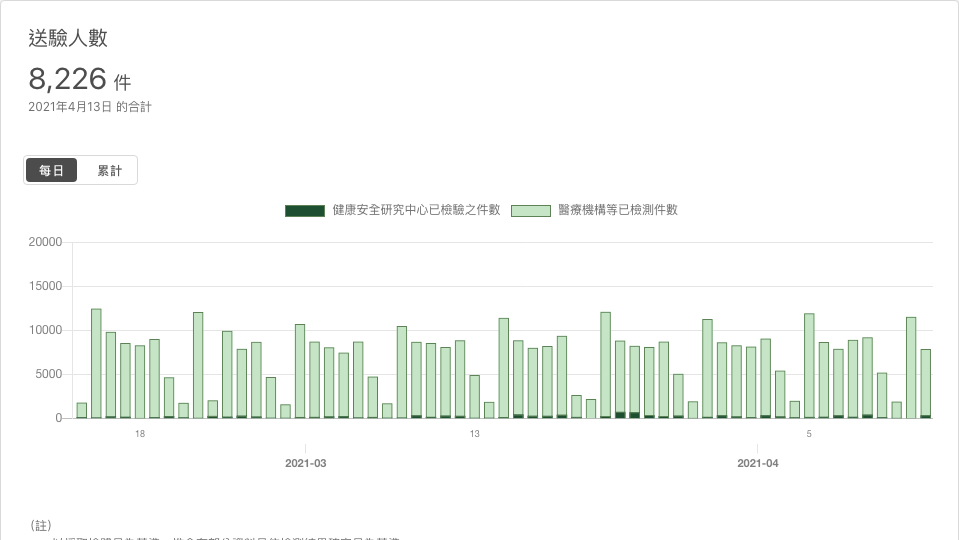 送驗人數
8,226 件
2021年4月13日 的合計
每日 累計
健康安全研究中心已檢驗之件數 醫療機構等已檢測件數
20000
15000
10000
5000
0
18 13 5
2021-03 2021-04
(註)